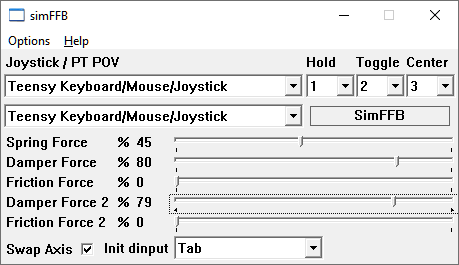 simFFB
Options Help
Joystick / PT POV Hold Toggle Center
Teensy Keyboard/Mouse/Joystick 1 2 3
Teensy Keyboard/Mouse/Joystick SimFFB
Spring Force % 45
Damper Force % 80
Friction Force % 0
Damper Force 2 % 79
Friction Force 2 % 0
Swap Axis Init dinput Tab